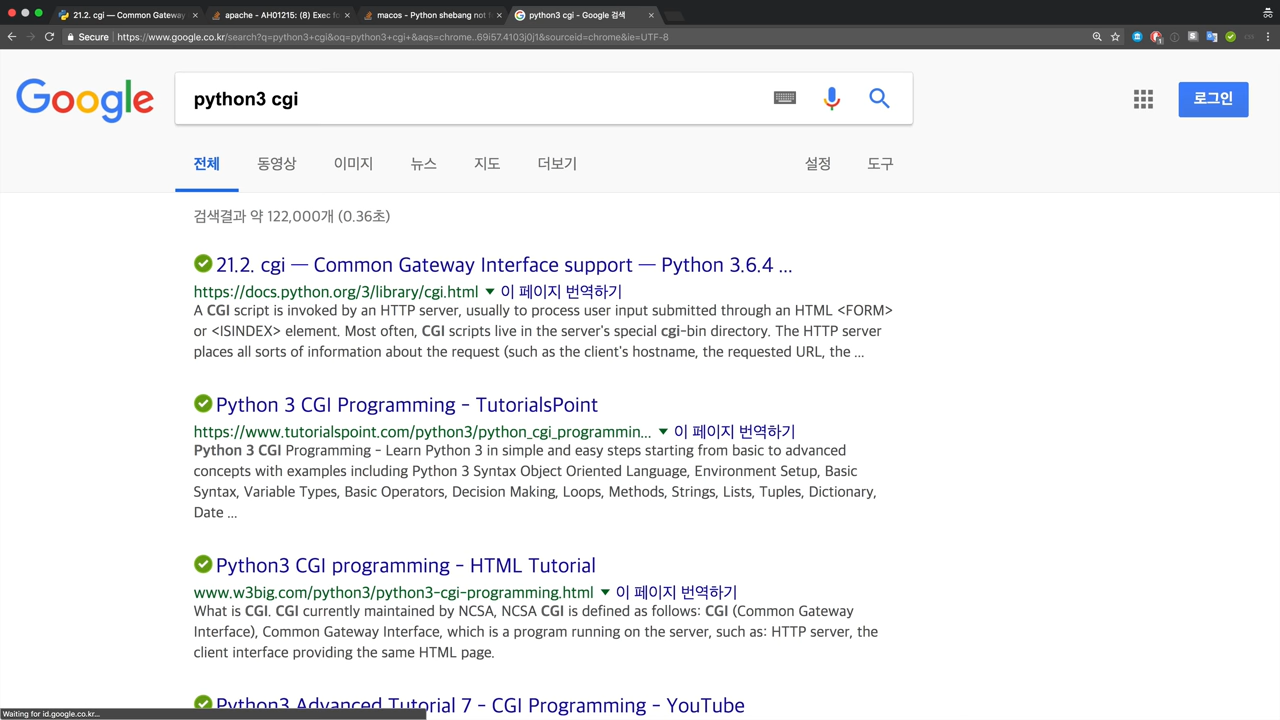 21.2. cgi — Common Gateway
apache - AH01215: (8) Exec fo
macos - Python shebang not
python3 cgi - Google 검색
Secure
https://www.google.co.kr/search?q=python3+cgi&oq=python3+cgi+&aqs=chrome..69i57.4103j0j1&sourceid=chrome&ie=UTF-8
Google
python3 cgi
로그인
전체 동영상 이미지 뉴스 지도 더보기 설정 도구
검색결과 약 122,000개 (0.36초)
21.2. cgi — Common Gateway Interface support — Python 3.6.4 ...
https://docs.python.org/3/library/cgi.html 이 페이지 번역하기
A CGI script is invoked by an HTTP server, usually to process user input submitted through an HTML <FORM>
or <ISINDEX> element. Most often, CGI scripts live in the server's special cgi-bin directory. The HTTP server
places all sorts of information about the request (such as the client's hostname, the requested URL, the ...
Python 3 CGI Programming - TutorialsPoint
https://www.tutorialspoint.com/python3/python_cgi_programmin... 이 페이지 번역하기
Python 3 CGI Programming - Learn Python 3 in simple and easy steps starting from basic to advanced
concepts with examples including Python 3 Syntax Object Oriented Language, Environment Setup, Basic
Syntax, Variable Types, Basic Operators, Decision Making, Loops, Methods, Strings, Lists, Tuples, Dictionary,
Date ...
Python3 CGI programming - HTML Tutorial
www.w3big.com/python3/python3-cgi-programming.html 이 페이지 번역하기
What is CGI. CGI currently maintained by NCSA, NCSA CGI is defined as follows: CGI (Common Gateway
Interface), Common Gateway Interface, which is a program running on the server, such as: HTTP server, the
client interface providing the same HTML page.
Python3 Advanced Tutorial 7 - CGI Programming - YouTube
Waiting for id.google.co.kr...